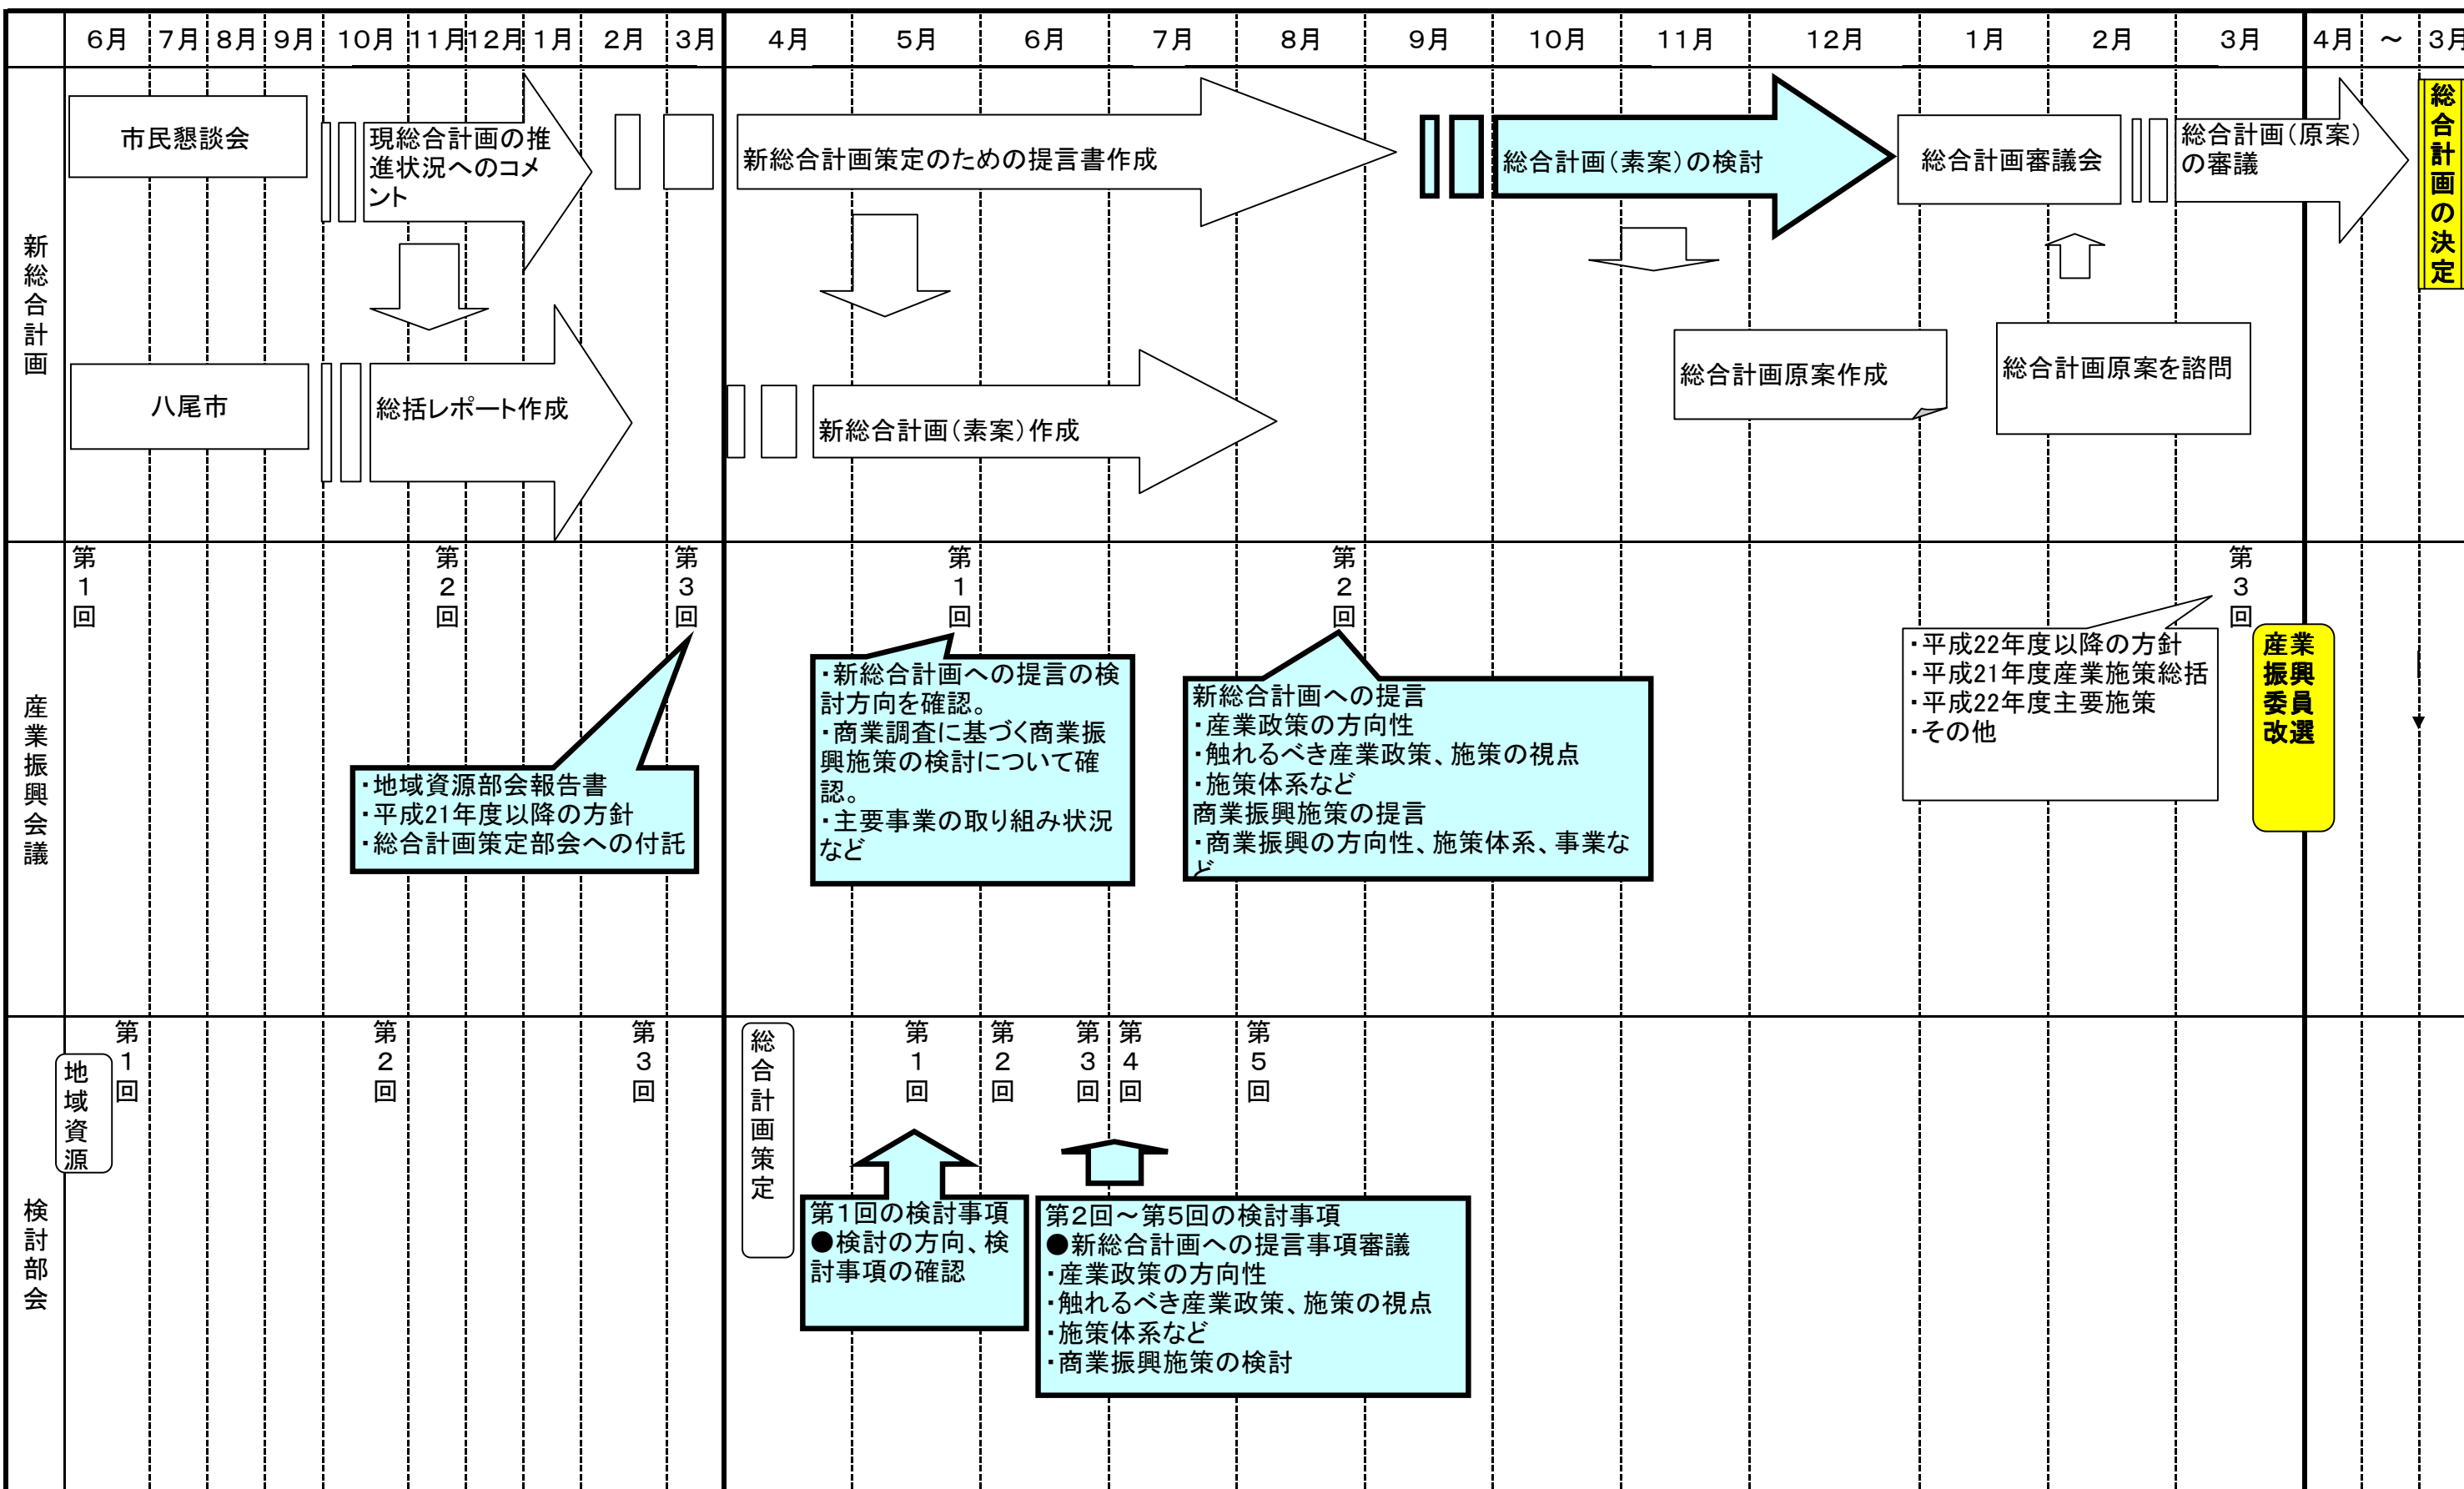 6月 7月 8月 9月 10月 11月 12月 1月 2月 3月 4月 5月 6月 7月 8月 9月 10月 11月 12月 1月 2月 3月 4月 ～ 3月
新総合計画
市民懇談会
現総合計画の推
進状況へのコメ
ント
新総合計画策定のための提言書作成
総合計画（素案）の検討
総合計画審議会
総合計画（原案）
の審議
総合計画の決定
八尾市
総括レポート作成
新総合計画（素案）作成
総合計画原案作成
総合計画原案を諮問
産業振興会議
第1回
第2回
第3回
第1回
第2回
第3回
・地域資源部会報告書
・平成21年度以降の方針
・総合計画策定部会への付託
・新総合計画への提言の検
討方向を確認。
・商業調査に基づく商業振
興施策の検討について確
認。
・主要事業の取り組み状況
など
新総合計画への提言
・産業政策の方向性
・触れるべき産業政策、施策の視点
・施策体系など
商業振興施策の提言
・商業振興の方向性、施策体系、事業な
ど
・平成22年度以降の方針
・平成21年度産業施策総括
・平成22年度主要施策
・その他
産業
振興
委員
改選
検討部会
地域資源
第1回
第2回
第3回
総合計画策定
第1回
第2回
第3回
第4回
第5回
第1回の検討事項
●検討の方向、検
討事項の確認
第2回～第5回の検討事項
●新総合計画への提言事項審議
・産業政策の方向性
・触れるべき産業政策、施策の視点
・施策体系など
・商業振興施策の検討